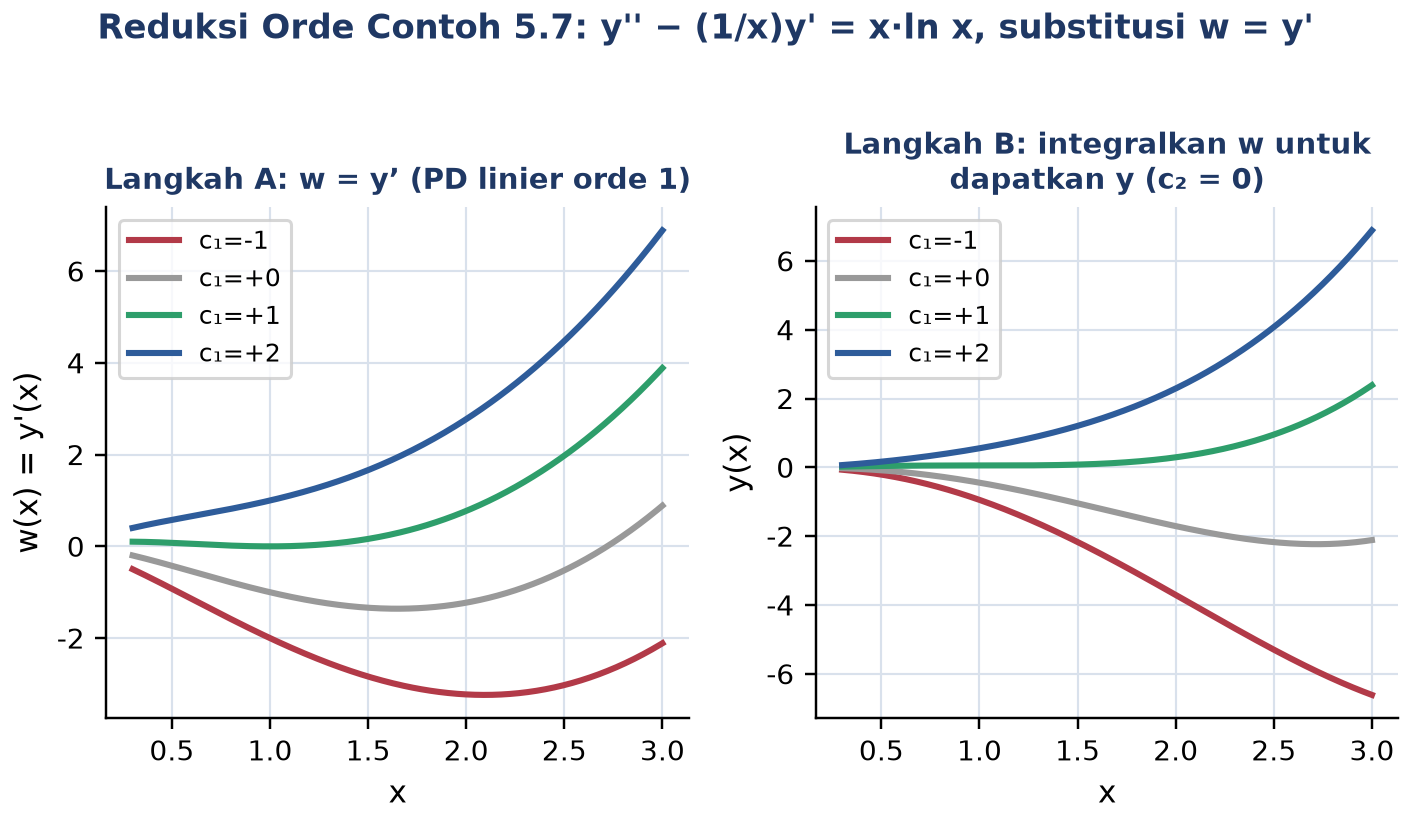 Reduksi Orde Contoh 5.7: y'' − (1/x)y' = x·ln x, substitusi w = y'
Langkah A: w = y’ (PD linier orde 1)
c₁=-1
c₁=+0
c₁=+1
c₁=+2
w(x) = y'(x)
6
4
2
0
-2
0.5 1.0 1.5 2.0 2.5 3.0
x
Langkah B: integralkan w untuk
dapatkan y (c₂ = 0)
c₁=-1
c₁=+0
c₁=+1
c₁=+2
y(x)
6
4
2
0
-2
-4
-6
0.5 1.0 1.5 2.0 2.5 3.0
x